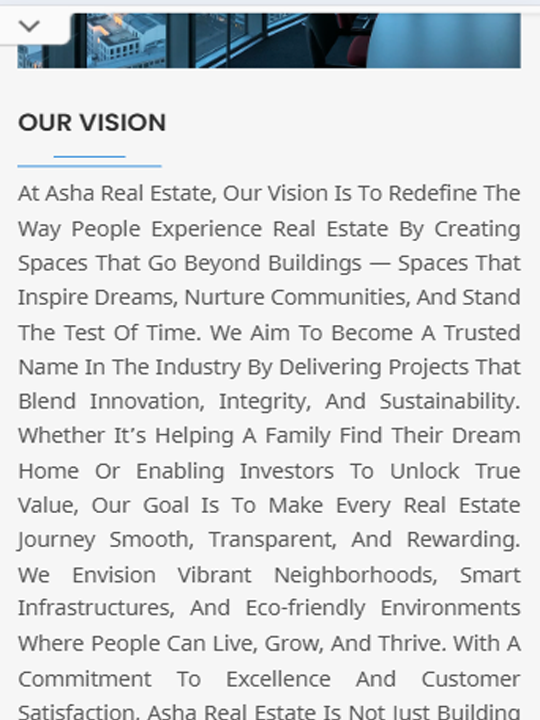 OUR VISION
At Asha Real Estate, Our Vision Is To Redefine The
Way People Experience Real Estate By Creating
Spaces That Go Beyond Buildings — Spaces That
Inspire Dreams, Nurture Communities, And Stand
The Test Of Time. We Aim To Become A Trusted
Name In The Industry By Delivering Projects That
Blend Innovation, Integrity, And Sustainability.
Whether It’s Helping A Family Find Their Dream
Home Or Enabling Investors To Unlock True
Value, Our Goal Is To Make Every Real Estate
Journey Smooth, Transparent, And Rewarding.
We Envision Vibrant Neighborhoods, Smart
Infrastructures, And Eco-friendly Environments
Where People Can Live, Grow, And Thrive. With A
Commitment To Excellence And Customer
Satisfaction, Asha Real Estate Is Not Just Building